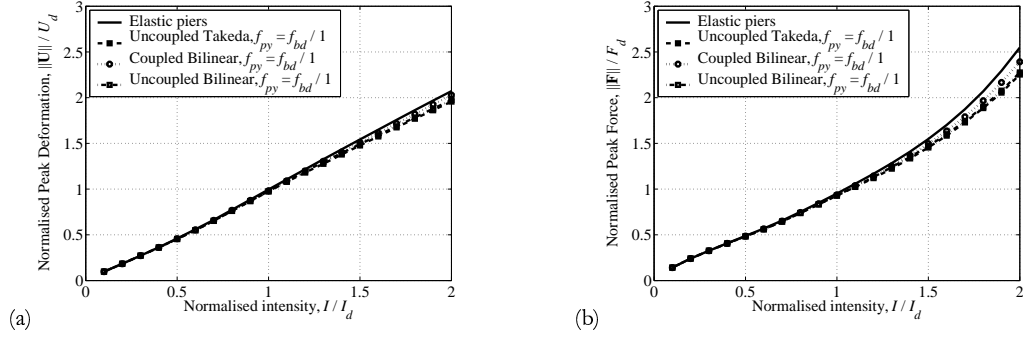 3
2.5
2
1.5
1
0.5
0
Normalised Peak Deformation, ||U|| / U_d
Elastic piers
Uncoupled Takeda, f_py = f_bd / 1
Coupled Bilinear, f_py = f_bd / 1
Uncoupled Bilinear, f_py = f_bd / 1
0 0.5 1 1.5 2
Normalised intensity, I / I_d
(a)
3
2.5
2
1.5
1
0.5
0
Normalised Peak Force, ||F|| / F_d
Elastic piers
Uncoupled Takeda, f_py = f_bd / 1
Coupled Bilinear, f_py = f_bd / 1
Uncoupled Bilinear, f_py = f_bd / 1
0 0.5 1 1.5 2
Normalised intensity, I / I_d
(b)